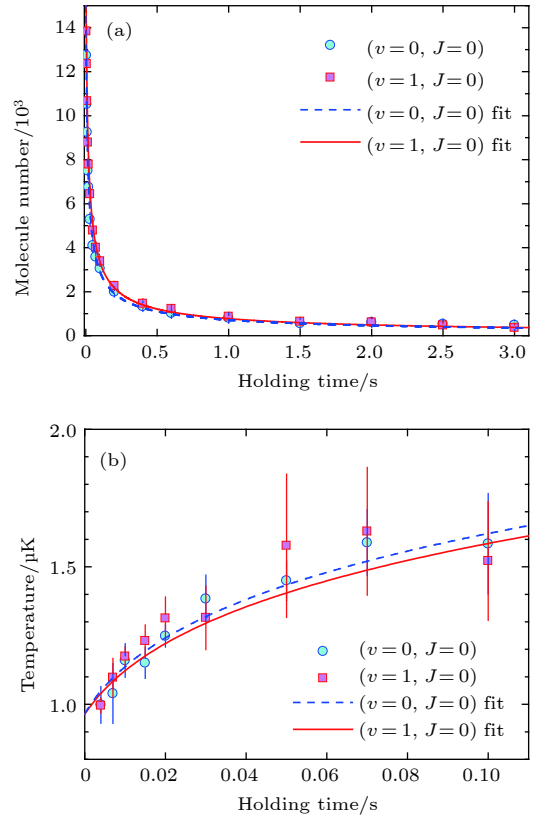 (a)
14
12
10
8
6
4
2
0
Molecule number/10³
(v=0, J=0)
(v=1, J=0)
(v=0, J=0) fit
(v=1, J=0) fit
0 0.5 1.0 1.5 2.0 2.5 3.0
Holding time/s
(b)
2.0
1.5
1.0
Temperature/μK
(v=0, J=0)
(v=1, J=0)
(v=0, J=0) fit
(v=1, J=0) fit
0 0.02 0.04 0.06 0.08 0.10
Holding time/s